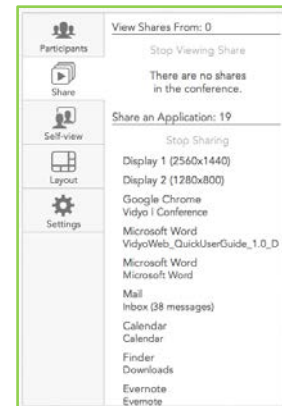 Participants
Share
Self-view
Layout
Settings
View Shares From: 0
Stop Viewing Share
There are no shares
in the conference.
Share an Application: 19
Stop Sharing
Display 1 (2560x1440)
Display 2 (1280x800)
Google Chrome
Vidyo | Conference
Microsoft Word
VidyoWeb_QuickUserGuide_1.0_D
Microsoft Word
Microsoft Word
Mail
Inbox (38 messages)
Calendar
Calendar
Finder
Downloads
Evernote
Evernote